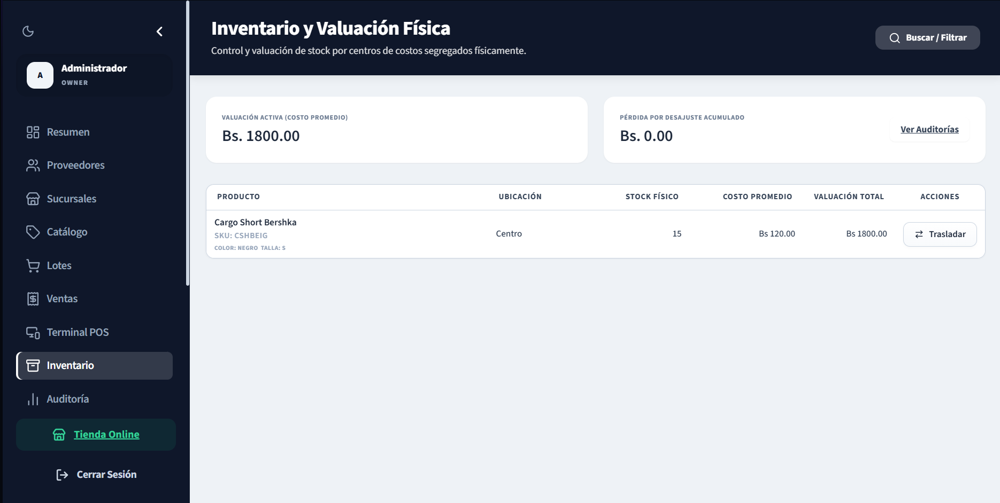 A
Administrador
OWNER
Resumen
Proveedores
Sucursales
Catálogo
Lotes
Ventas
Terminal POS
Inventario
Auditoría
Tienda Online
Cerrar Sesión
Inventario y Valuación Física
Control y valuación de stock por centros de costos segregados físicamente.
Buscar / Filtrar
VALUACIÓN ACTIVA (COSTO PROMEDIO)
Bs. 1800.00
PÉRDIDA POR DESAJUSTE ACUMULADO
Bs. 0.00
Ver Auditorías
PRODUCTO UBICACIÓN STOCK FÍSICO COSTO PROMEDIO VALUACIÓN TOTAL ACCIONES
Cargo Short Bershka
SKU: CSHBEIG
COLOR: NEGRO TALLA: S
Centro 15 Bs 120.00 Bs 1800.00 Trasladar